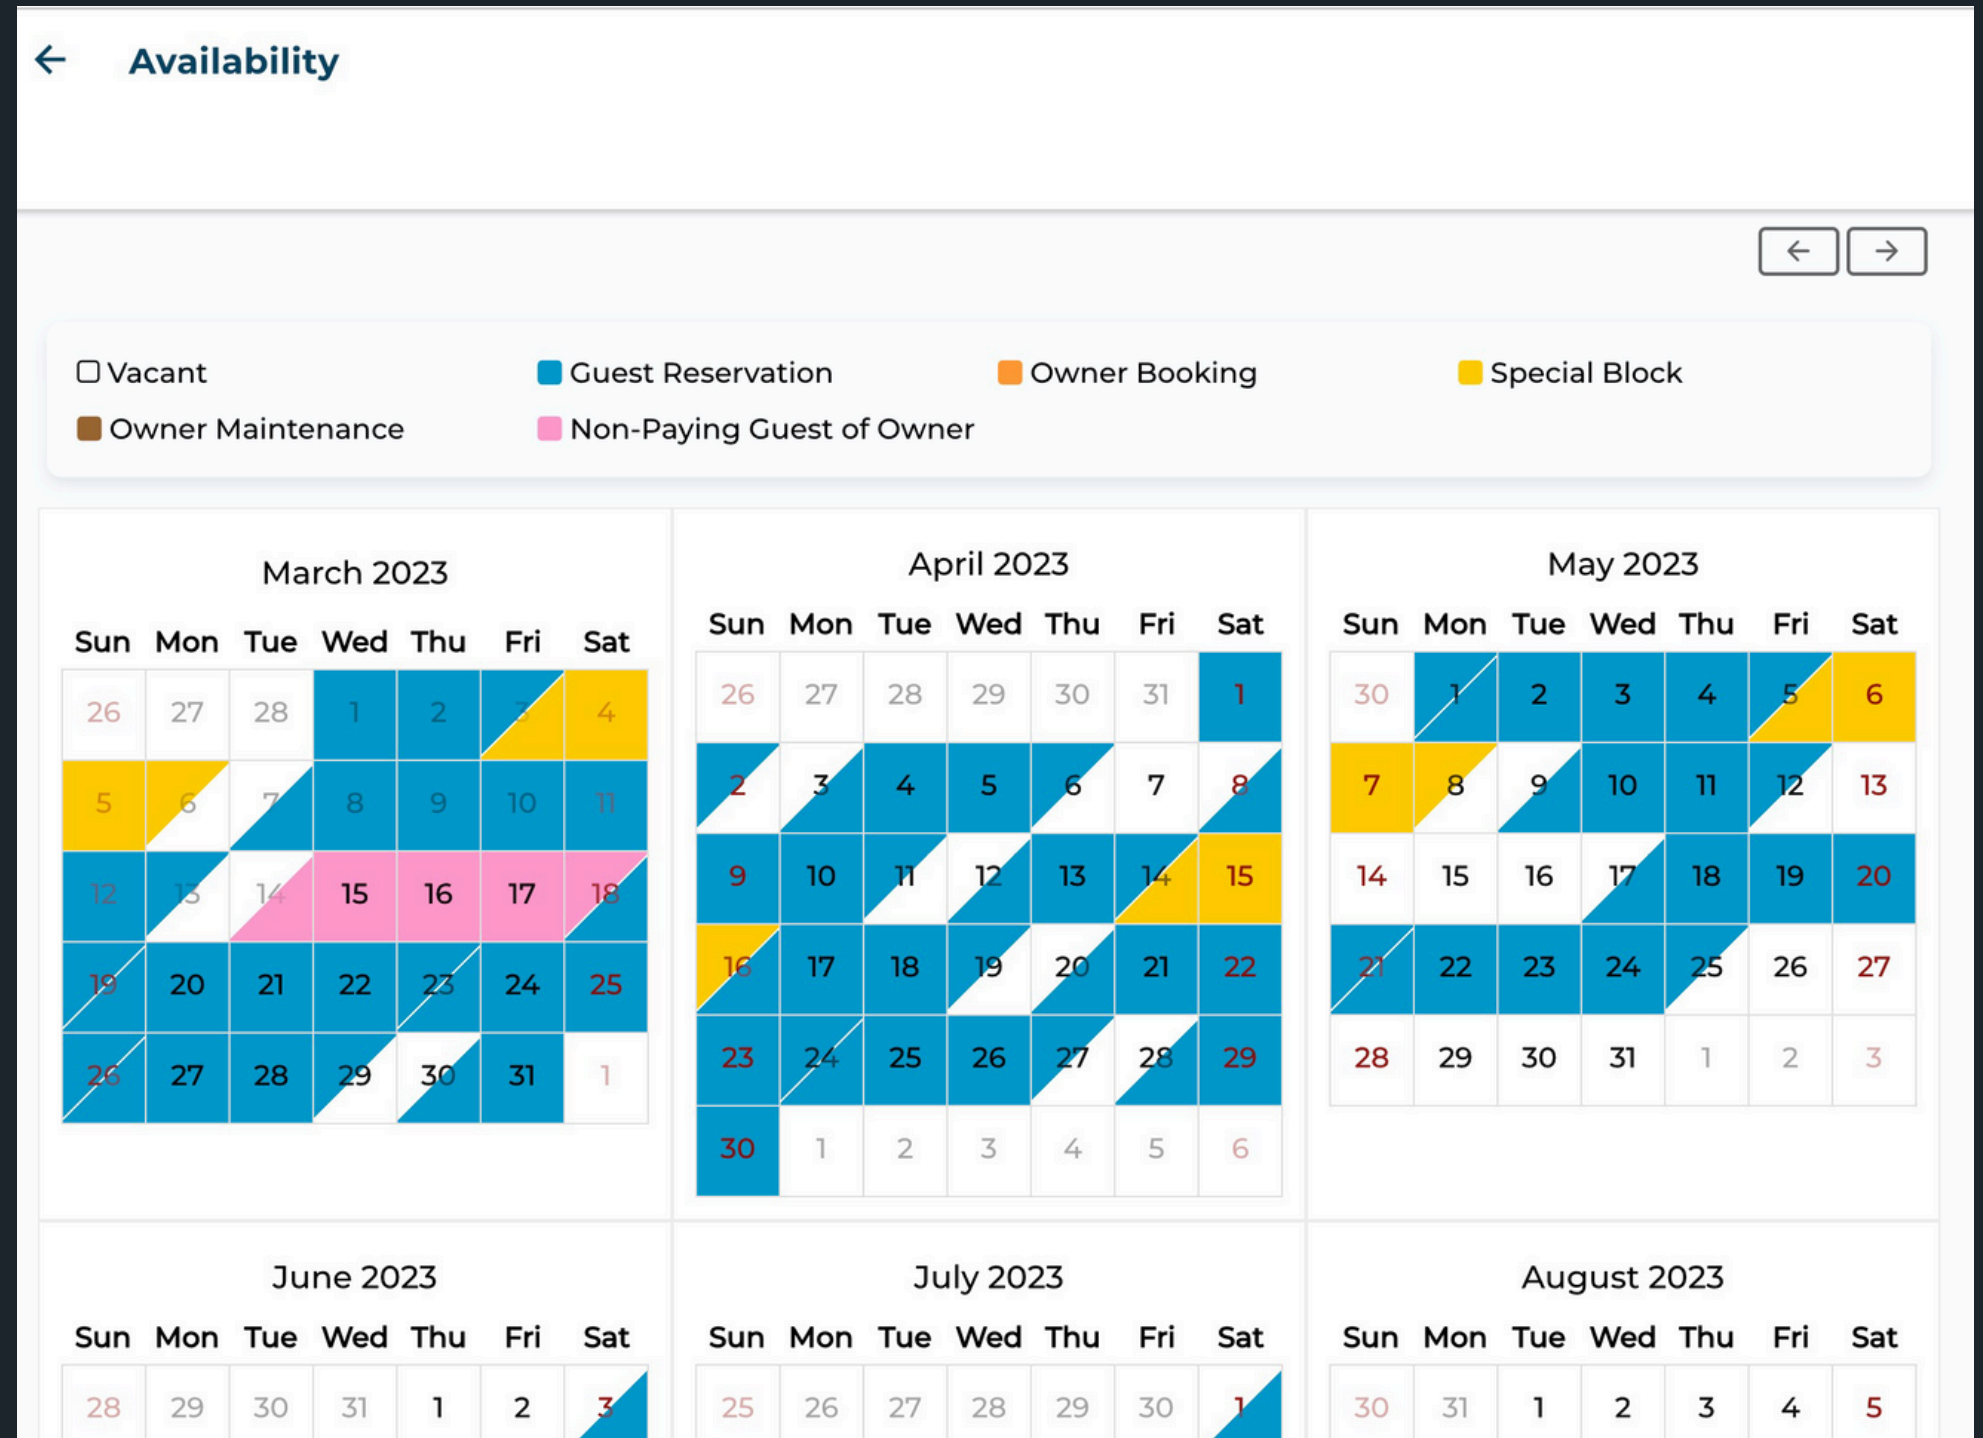 Availability
Vacant Guest Reservation Owner Booking Special Block
Owner Maintenance Non-Paying Guest of Owner
March 2023
Sun Mon Tue Wed Thu Fri Sat
26 27 28 1 2 3 4
5 6 7 8 9 10 11
12 13 14 15 16 17 18
19 20 21 22 23 24 25
26 27 28 29 30 31 1
April 2023
Sun Mon Tue Wed Thu Fri Sat
26 27 28 29 30 31 1
2 3 4 5 6 7 8
9 10 11 12 13 14 15
16 17 18 19 20 21 22
23 24 25 26 27 28 29
30 1 2 3 4 5 6
May 2023
Sun Mon Tue Wed Thu Fri Sat
30 1 2 3 4 5 6
7 8 9 10 11 12 13
14 15 16 17 18 19 20
21 22 23 24 25 26 27
28 29 30 31 1 2 3
June 2023
Sun Mon Tue Wed Thu Fri Sat
28 29 30 31 1 2 3
July 2023
Sun Mon Tue Wed Thu Fri Sat
25 26 27 28 29 30 1
August 2023
Sun Mon Tue Wed Thu Fri Sat
30 31 1 2 3 4 5